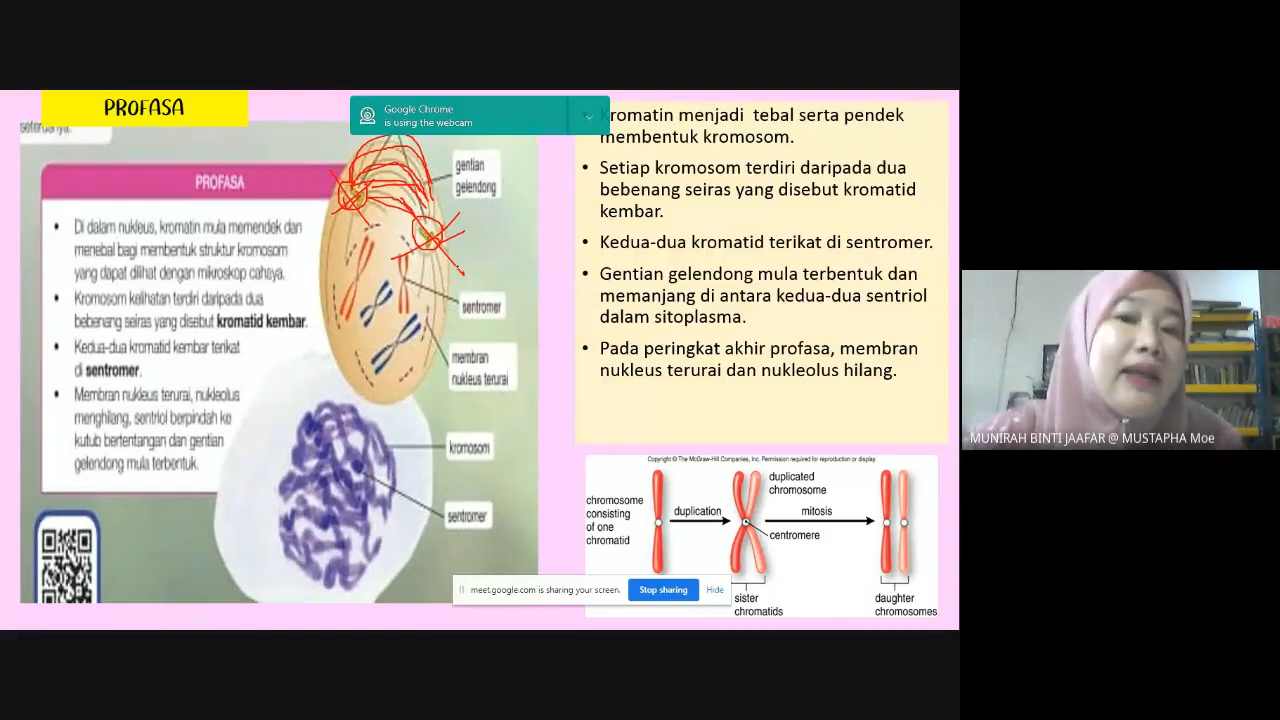 PROFASA
seterusnya.
PROFASA
• Di dalam nukleus, kromatin mula memendek dan
menebal bagi membentuk struktur kromosom
yang dapat dilihat dengan mikroskop cahaya.
• Kromosom kelihatan terdiri daripada dua
bebenang seiras yang disebut kromatid kembar.
• Kedua-dua kromatid kembar terikat
di sentromer.
• Membran nukleus terurai, nukleolus
menghilang, sentriol berpindah ke
kutub bertentangan dan gentian
gelendong mula terbentuk.
gentian
gelendong
sentromer
membran
nukleus terurai
kromosom
sentromer
Google Chrome
is using the webcam
Kromatin menjadi tebal serta pendek
membentuk kromosom.
• Setiap kromosom terdiri daripada dua
bebenang seiras yang disebut kromatid
kembar.
• Kedua-dua kromatid terikat di sentromer.
• Gentian gelendong mula terbentuk dan
memanjang di antara kedua-dua sentriol
dalam sitoplasma.
• Pada peringkat akhir profasa, membran
nukleus terurai dan nukleolus hilang.
Copyright © The McGraw-Hill Companies, Inc. Permission required for reproduction or display.
chromosome
consisting
of one
chromatid
duplication
duplicated
chromosome
centromere
mitosis
sister
chromatids
daughter
chromosomes
meet.google.com is sharing your screen.
Stop sharing
Hide
MUNIRAH BINTI JAAFAR @ MUSTAPHA Moe